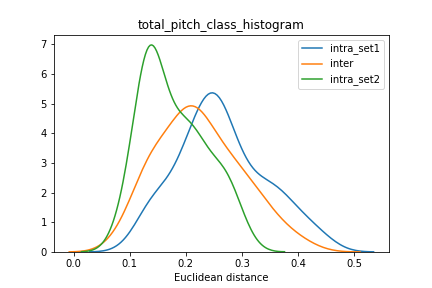 total_pitch_class_histogram
7
6
5
4
3
2
1
0
intra_set1
inter
intra_set2
0.0 0.1 0.2 0.3 0.4 0.5
Euclidean distance